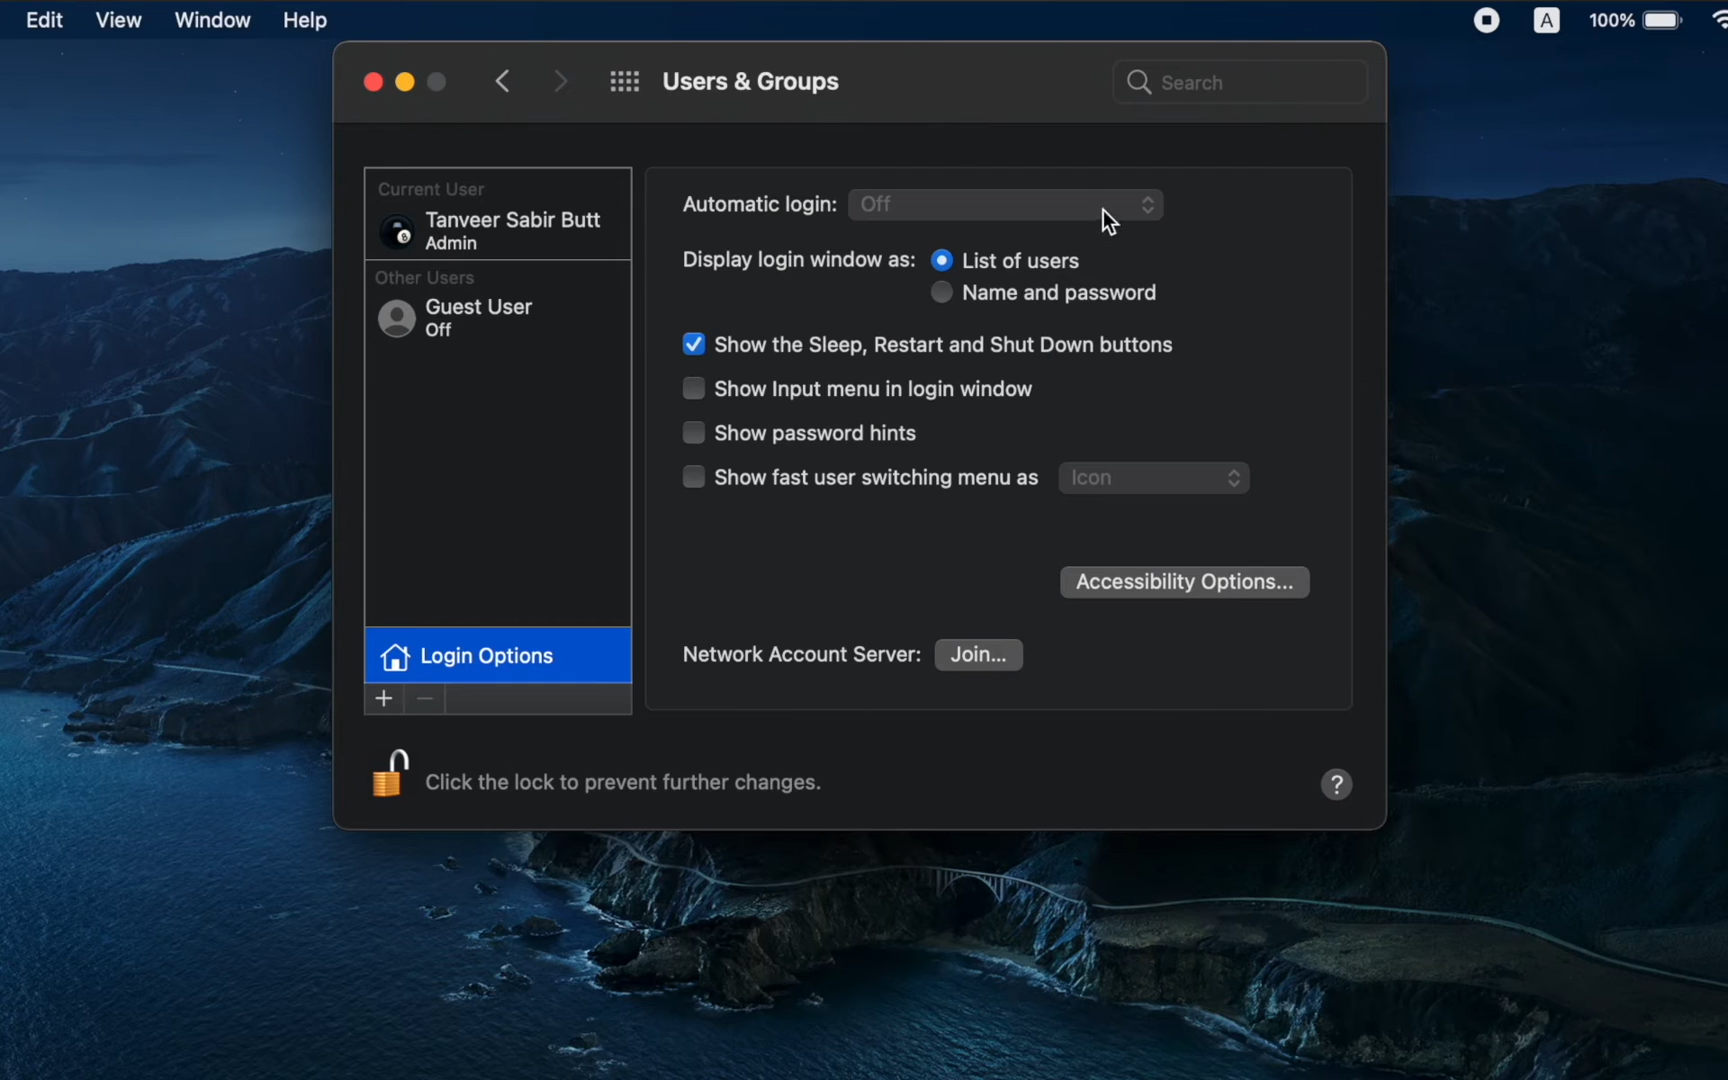 Edit View Window Help A 100%
Users & Groups Search
Current User
Tanveer Sabir Butt
Admin
Other Users
Guest User
Off
Login Options
Automatic login: Off
Display login window as: List of users
Name and password
Show the Sleep, Restart and Shut Down buttons
Show Input menu in login window
Show password hints
Show fast user switching menu as Icon
Accessibility Options...
Network Account Server: Join...
Click the lock to prevent further changes. ?